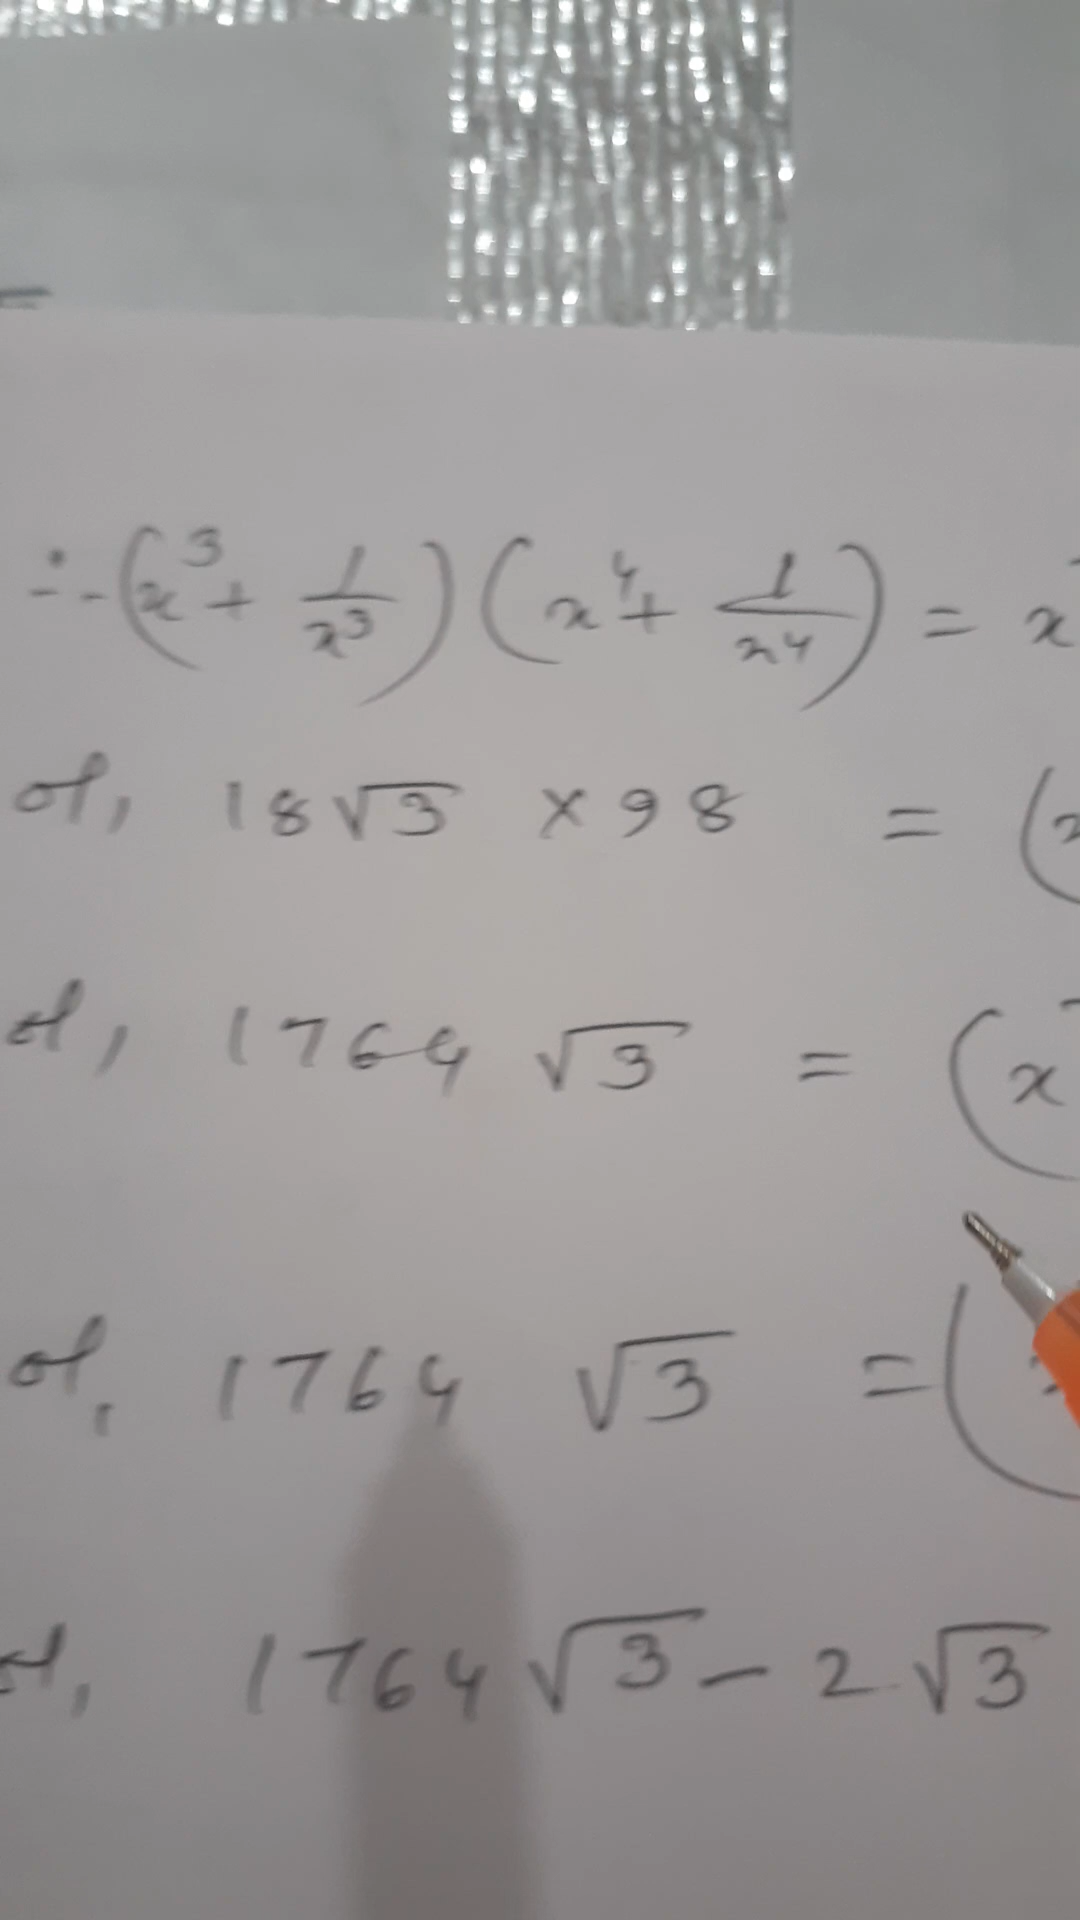 ∴ (x³ + 1/x³) (x⁴ + 1/x⁴) = x
or, 18√3 × 98 = (x
or, 1764√3 = (x
or, 1764 √3 = (
or, 1764√3 - 2√3